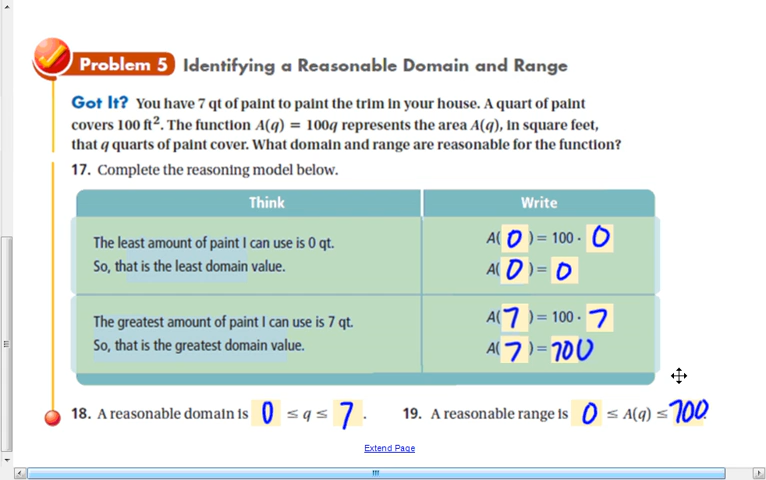 Problem 5 Identifying a Reasonable Domain and Range
Got It? You have 7 qt of paint to paint the trim in your house. A quart of paint
covers 100 ft². The function A(q) = 100q represents the area A(q), in square feet,
that q quarts of paint cover. What domain and range are reasonable for the function?
17. Complete the reasoning model below.
Think Write
The least amount of paint I can use is 0 qt.
So, that is the least domain value.
A(0) = 100 · 0
A(0) = 0
The greatest amount of paint I can use is 7 qt.
So, that is the greatest domain value.
A(7) = 100 · 7
A(7) = 700
18. A reasonable domain is 0 ≤ q ≤ 7 . 19. A reasonable range is 0 ≤ A(q) ≤ 700.
Extend Page